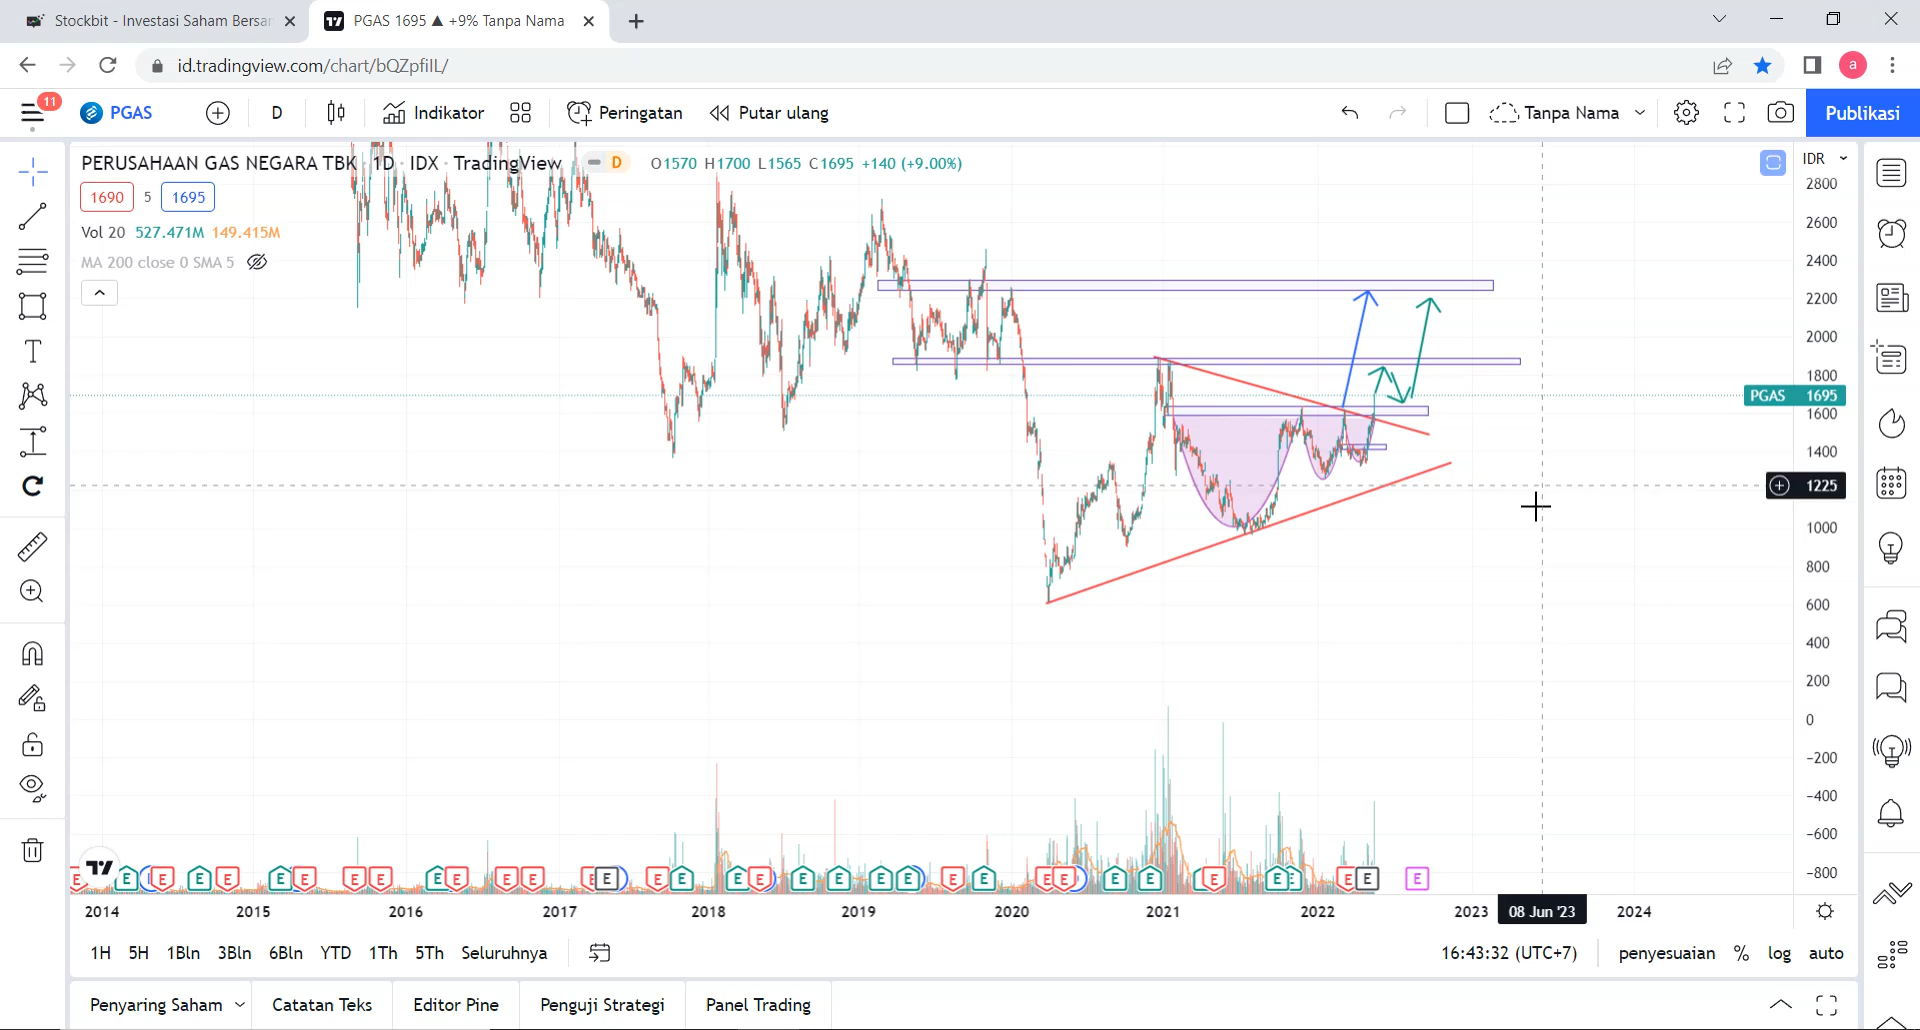 Stockbit - Investasi Saham Bersar
PGAS 1695 ▲ +9% Tanpa Nama
id.tradingview.com/chart/bQZpfiIL/
11
PGAS
D
Indikator
Peringatan
Putar ulang
Tanpa Nama
Publikasi
PERUSAHAAN GAS NEGARA TBK 1D IDX TradingView D O1570 H1700 L1565 C1695 +140 (+9.00%)
IDR
a
1690 5 1695
Vol 20 527.471M 149.415M
MA 200 close 0 SMA 5
2800
2600
2400
2200
2000
1800
PGAS 1695
1600
1400
1225
1000
800
600
400
200
0
-200
-400
-600
-800
E E E E E E E E E E E E E E E E E E E E E E E E E E E E E E E E E E E E E
2014 2015 2016 2017 2018 2019 2020 2021 2022 2023 08 Jun '23 2024
1H 5H 1Bln 3Bln 6Bln YTD 1Th 5Th Seluruhnya
16:43:32 (UTC+7) penyesuaian % log auto
Penyaring Saham Catatan Teks Editor Pine Penguji Strategi Panel Trading